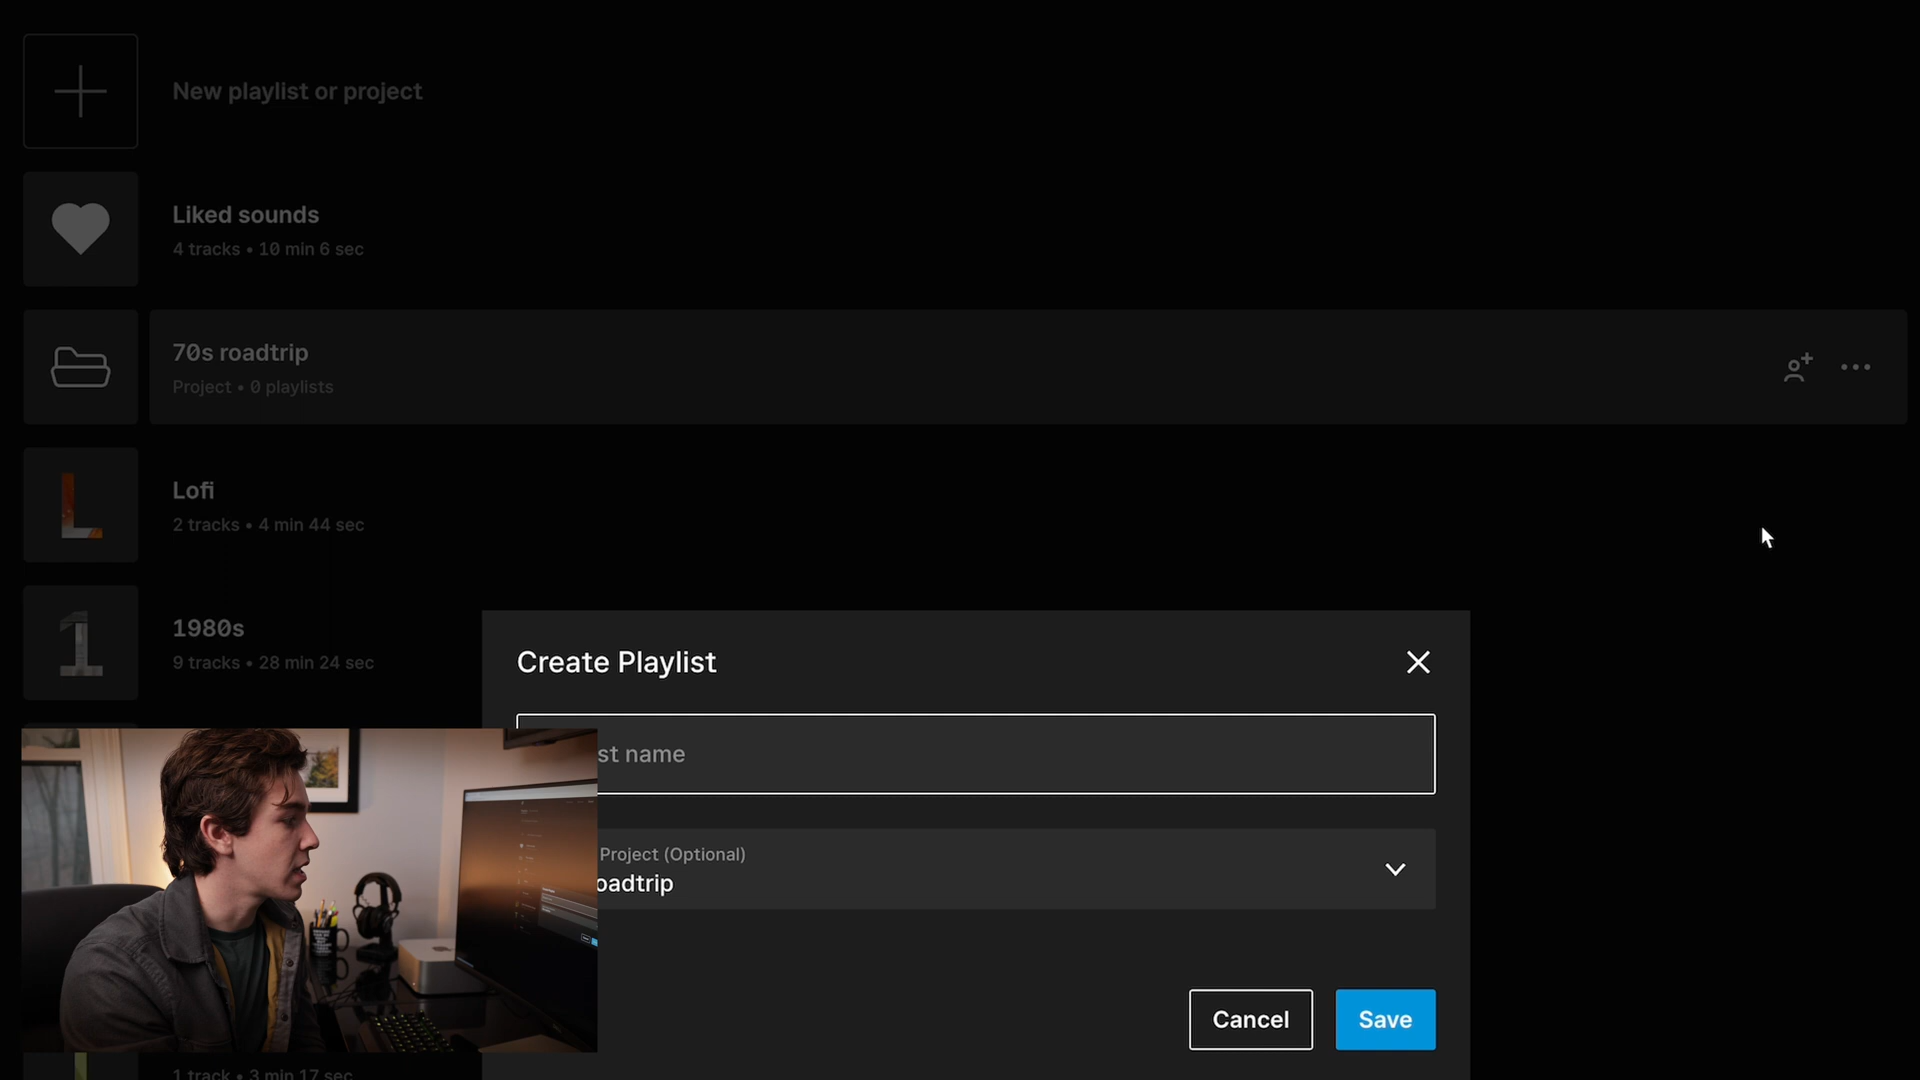 New playlist or project
Liked sounds
4 tracks • 10 min 6 sec
70s roadtrip
Project • 0 playlists
L
Lofi
2 tracks • 4 min 44 sec
1
1980s
9 tracks • 28 min 24 sec
Create Playlist
st name
Project (Optional)
oadtrip
Cancel
Save
1 track • 3 min 17 sec